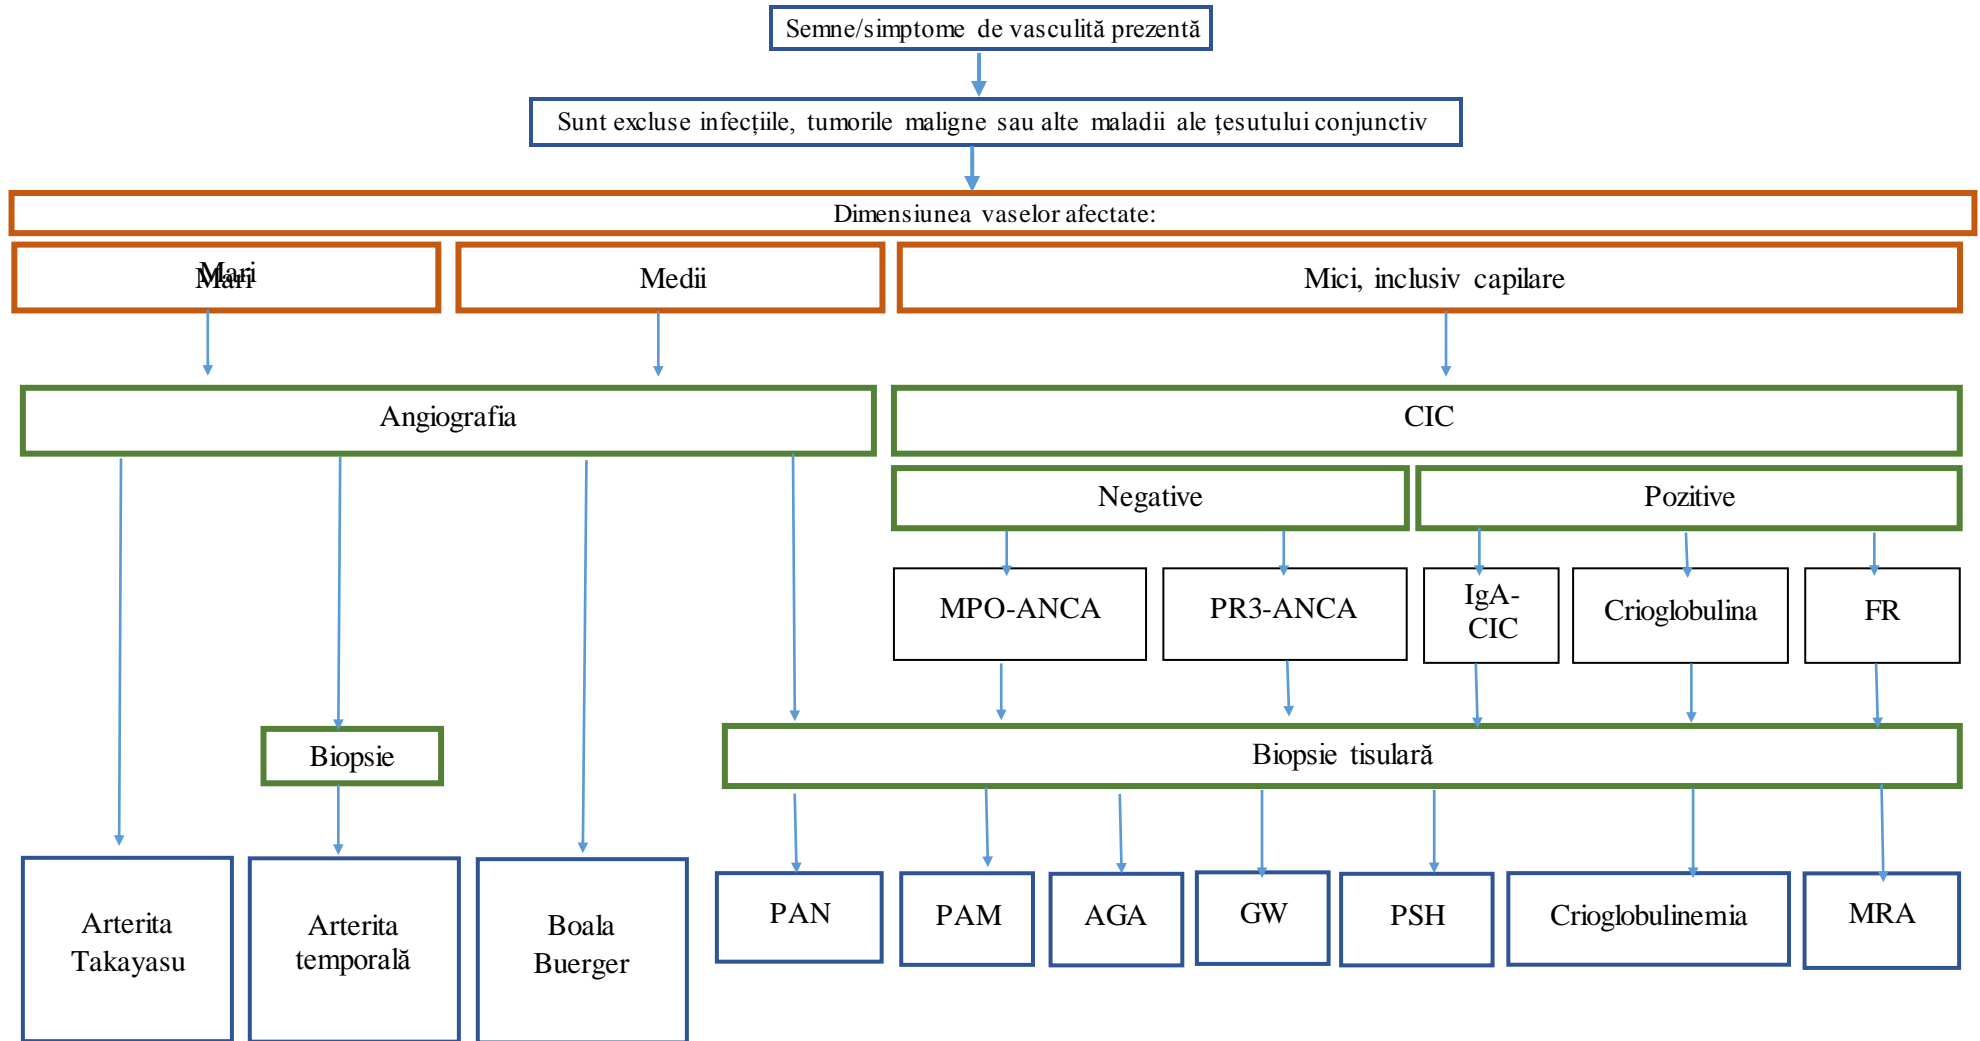 Semne/simptome de vasculită prezentă
Sunt excluse infecțiile, tumorile maligne sau alte maladii ale țesutului conjunctiv
Dimensiunea vaselor afectate:
Mari
Mari
Medii
Mici, inclusiv capilare
Angiografia
CIC
Negative
Pozitive
MPO-ANCA
PR3-ANCA
IgA-
CIC
Crioglobulina
FR
Biopsie
Biopsie tisulară
Arterita
Takayasu
Arterita
temporală
Boala
Buerger
PAN
PAM
AGA
GW
PSH
Crioglobulinemia
MRA